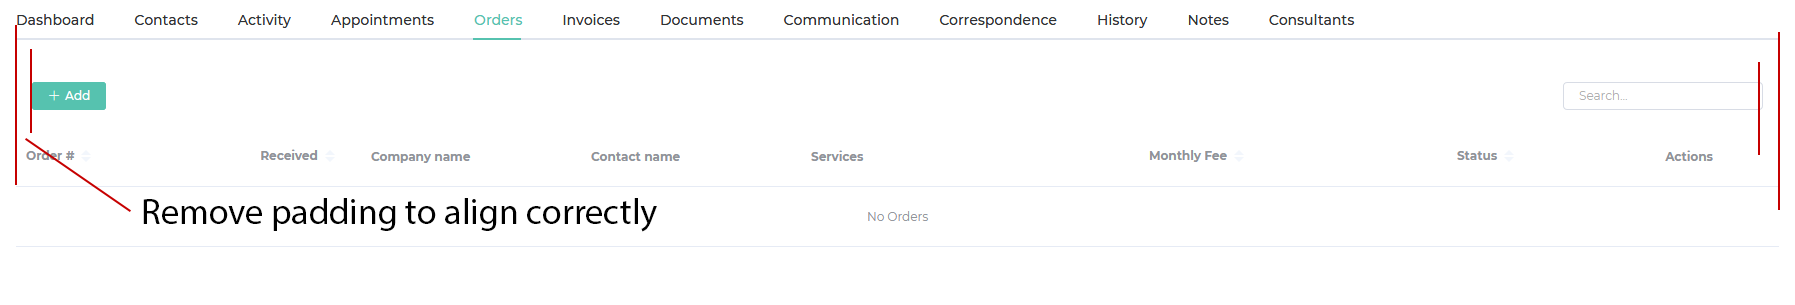 Dashboard Contacts Activity Appointments Orders Invoices Documents Communication Correspondence History Notes Consultants
+ Add Search...
Order # Received Company name Contact name Services Monthly Fee Status Actions
Remove padding to align correctly
No Orders